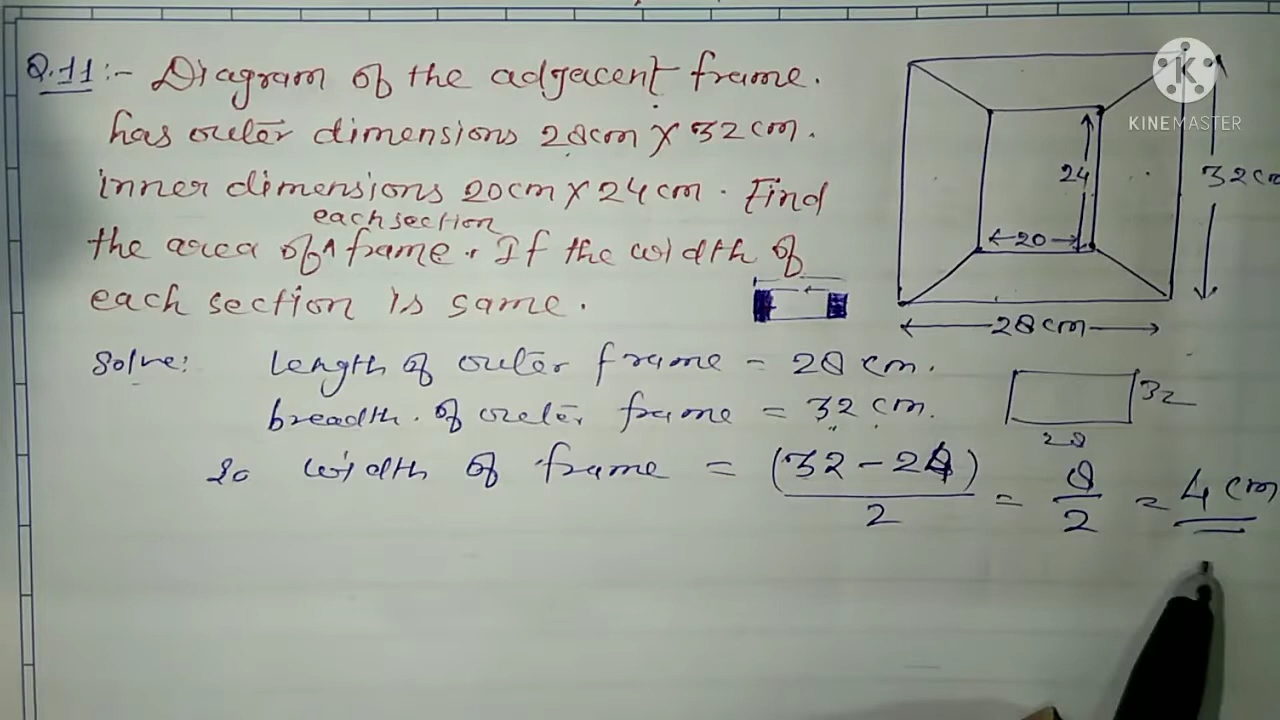 Q.11:- Diagram of the adjacent frame.
has outer dimensions 28cm × 32cm.
inner dimensions 20cm × 24cm. Find
each section
the area of ^ frame. If the width of
each section is same.
24
32cm
20
28cm
Solve: Length of outer frame = 28 cm.
breadth of outer frame = 32 cm.
32
28
So width of frame = (32-24)/2 = 8/2 = 4cm
KINEMASTER